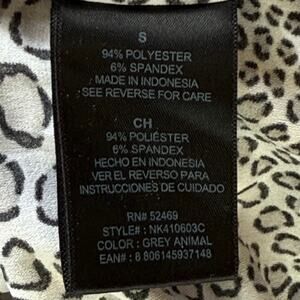 S
94% POLYESTER
6% SPANDEX
MADE IN INDONESIA
SEE REVERSE FOR CARE
CH
94% POLIÉSTER
6% SPANDEX
HECHO EN INDONESIA
VER EL REVERSO PARA
INSTRUCCIONES DE CUIDADO
RN# 52469
STYLE# : NK410603C
COLOR : GREY ANIMAL
EAN# : 8 806145937148